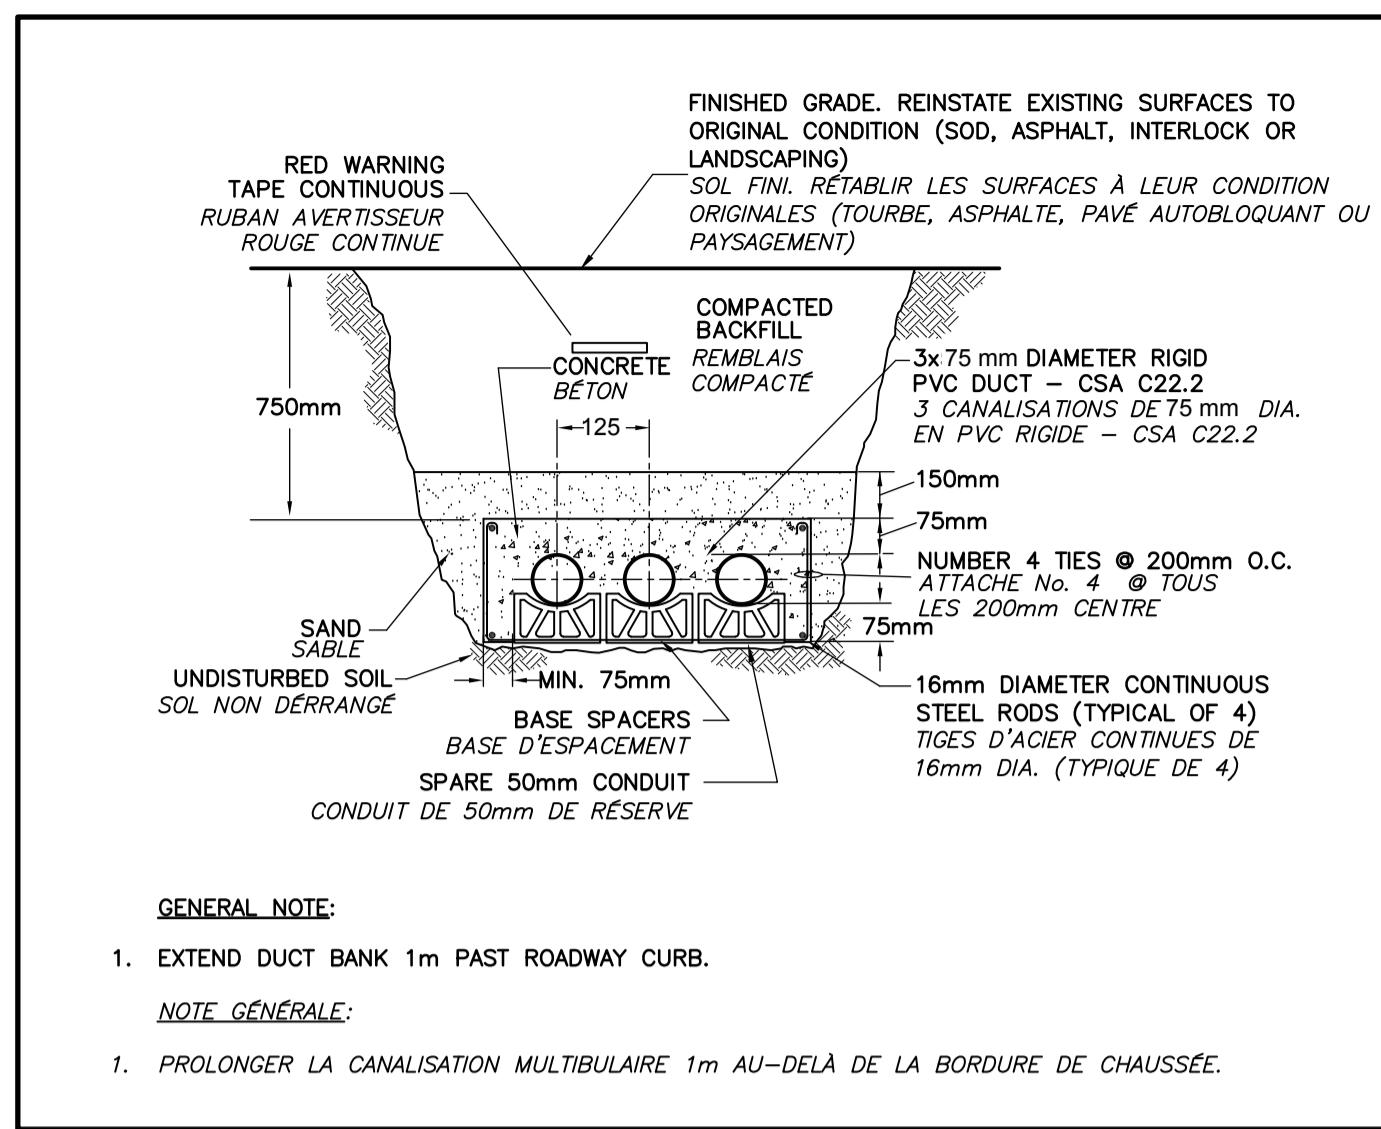 FINISHED GRADE. REINSTATE EXISTING SURFACES TO
ORIGINAL CONDITION (SOD, ASPHALT, INTERLOCK OR
LANDSCAPING)
SOL FINI. RÉTABLIR LES SURFACES À LEUR CONDITION
ORIGINALES (TOURBE, ASPHALTE, PAVÉ AUTOBLOQUANT OU
PAYSAGEMENT)
RED WARNING
TAPE CONTINUOUS
RUBAN AVERTISSEUR
ROUGE CONTINUE
COMPACTED
BACKFILL
REMBLAIS
COMPACTÉ
CONCRETE
BÉTON
3x 75 mm DIAMETER RIGID
PVC DUCT – CSA C22.2
3 CANALISATIONS DE 75 mm DIA.
EN PVC RIGIDE – CSA C22.2
750mm
125
150mm
75mm
NUMBER 4 TIES @ 200mm O.C.
ATTACHE No. 4 @ TOUS
LES 200mm CENTRE
75mm
SAND
SABLE
UNDISTURBED SOIL
SOL NON DÉRRANGÉ
MIN. 75mm
BASE SPACERS
BASE D'ESPACEMENT
SPARE 50mm CONDUIT
CONDUIT DE 50mm DE RÉSERVE
16mm DIAMETER CONTINUOUS
STEEL RODS (TYPICAL OF 4)
TIGES D'ACIER CONTINUES DE
16mm DIA. (TYPIQUE DE 4)
GENERAL NOTE:
1. EXTEND DUCT BANK 1m PAST ROADWAY CURB.
NOTE GÉNÉRALE:
1. PROLONGER LA CANALISATION MULTIBULAIRE 1m AU–DELÀ DE LA BORDURE DE CHAUSSÉE.